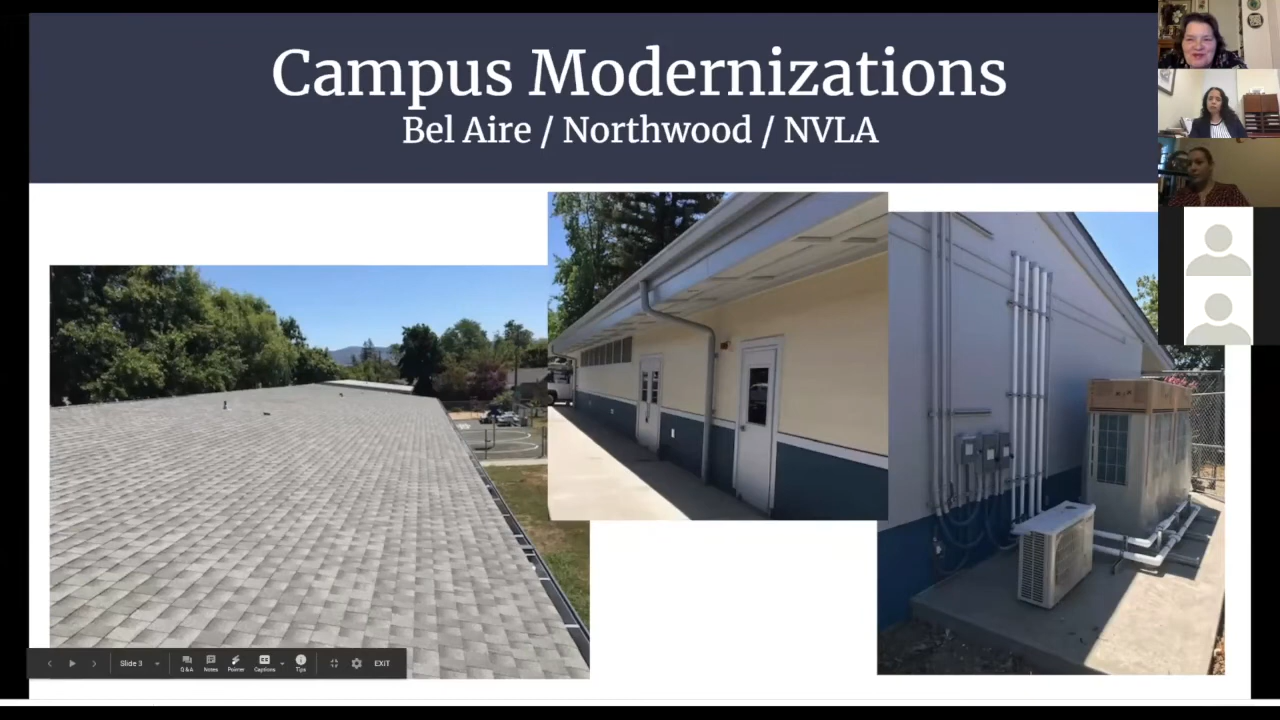 Campus Modernizations
Bel Aire / Northwood / NVLA
Slide 3
Q&A
Notes
Pointer
Captions
Tips
EXIT